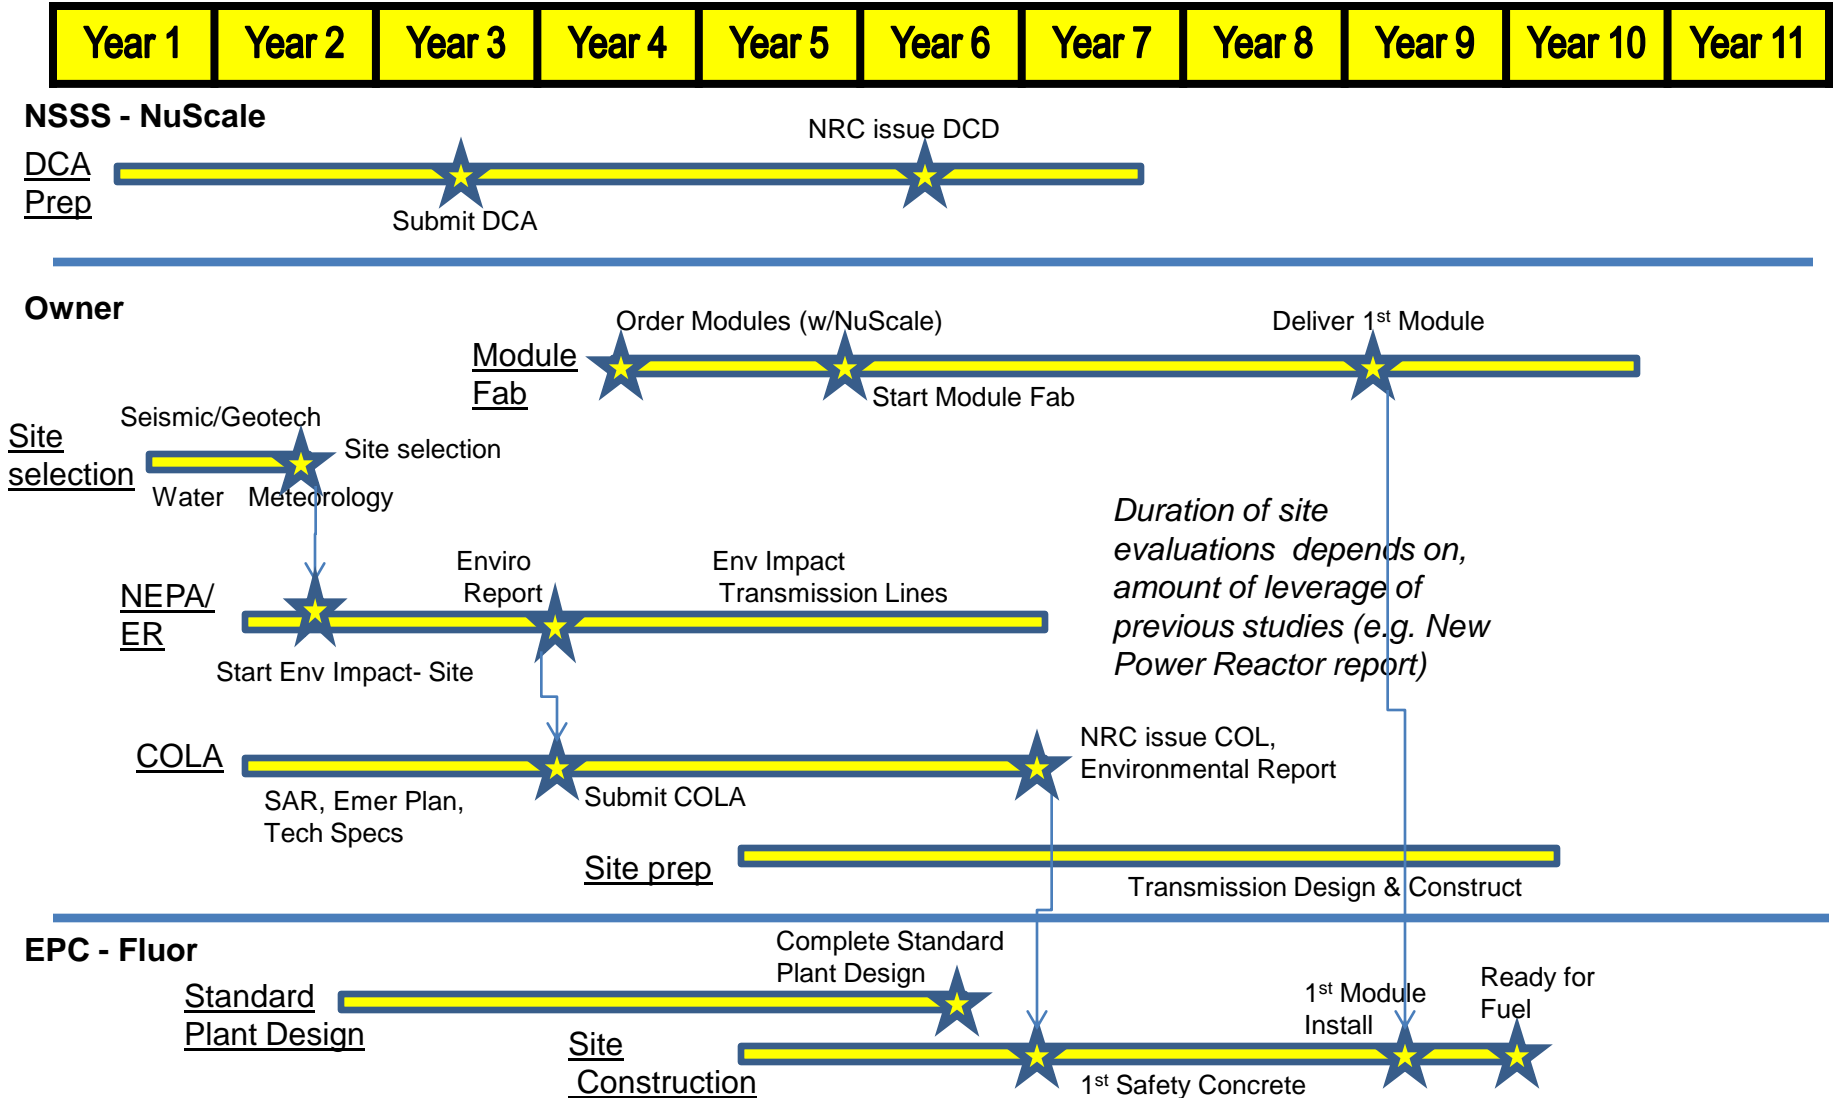 Year 1 Year 2 Year 3 Year 4 Year 5 Year 6 Year 7 Year 8 Year 9 Year 10 Year 11
NSSS - NuScale
NRC issue DCD
DCA
Prep
Submit DCA
Owner
Order Modules (w/NuScale)
Deliver 1st Module
Module
Fab
Start Module Fab
Seismic/Geotech
Site
selection
Site selection
Water Meteorology
Duration of site
evaluations depends on,
amount of leverage of
previous studies (e.g. New
Power Reactor report)
Enviro
Report
Env Impact
Transmission Lines
NEPA/
ER
Start Env Impact- Site
COLA
NRC issue COL,
Environmental Report
SAR, Emer Plan,
Tech Specs
Submit COLA
Site prep
Transmission Design & Construct
EPC - Fluor
Complete Standard
Plant Design
Standard
Plant Design
1st Module
Install
Ready for
Fuel
Site
Construction
1st Safety Concrete